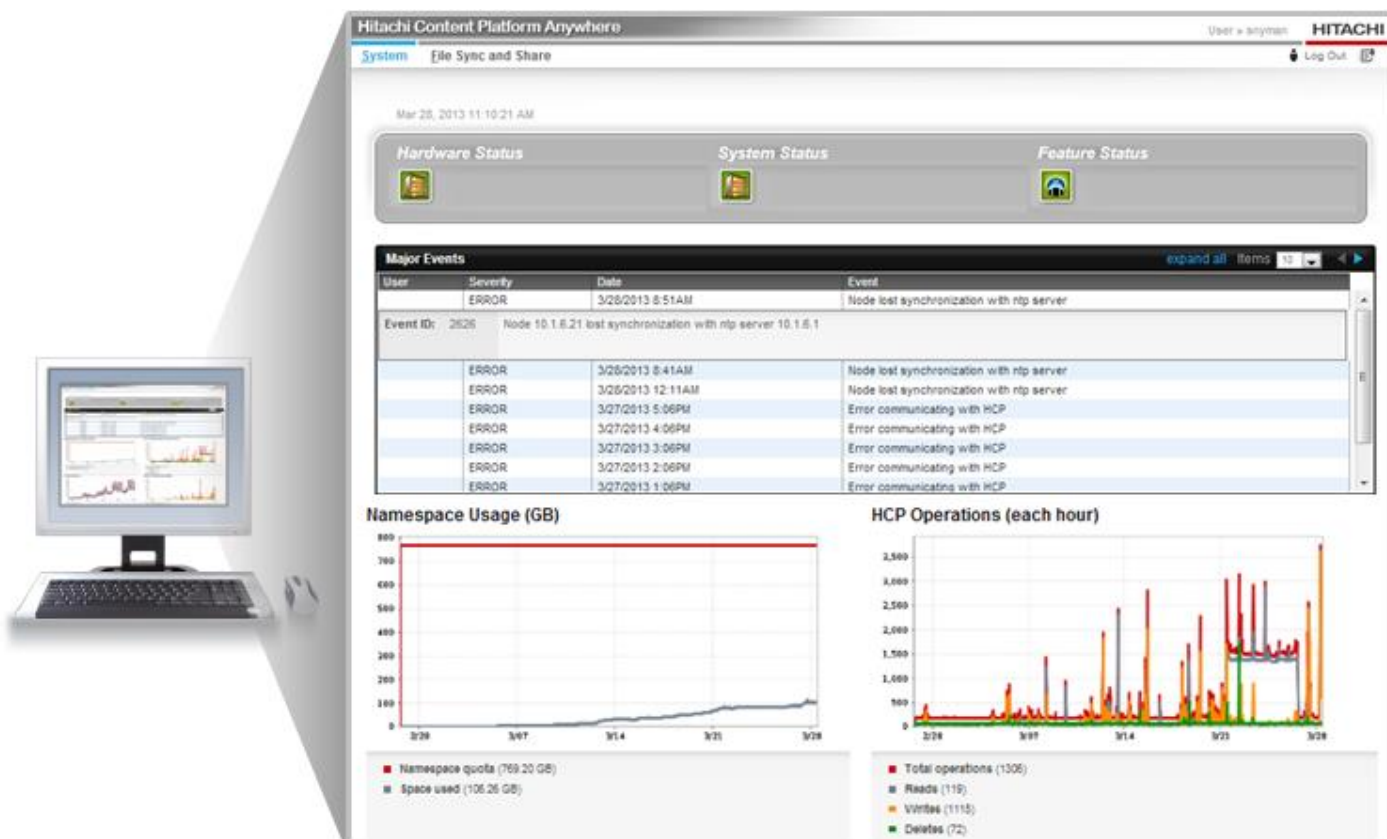 Hitachi Content Platform Anywhere
User » anyman
HITACHI
System File Sync and Share
Log Out
Mar 28, 2013 11:10:21 AM
Hardware Status System Status Feature Status
Major Events expand all Items 10
User Severity Date Event
ERROR 3/28/2013 8:51AM Node lost synchronization with ntp server
Event ID: 2626 Node 10.1.6.21 lost synchronization with ntp server 10.1.6.1
ERROR 3/28/2013 8:41AM Node lost synchronization with ntp server
ERROR 3/28/2013 12:11AM Node lost synchronization with ntp server
ERROR 3/27/2013 5:06PM Error communicating with HCP
ERROR 3/27/2013 4:06PM Error communicating with HCP
ERROR 3/27/2013 3:06PM Error communicating with HCP
ERROR 3/27/2013 2:06PM Error communicating with HCP
ERROR 3/27/2013 1:06PM Error communicating with HCP
Namespace Usage (GB)
800
700
600
500
400
300
200
100
0
2/28 3/07 3/14 3/21 3/28
Namespace quota (769.20 GB)
Space used (106.26 GB)
HCP Operations (each hour)
3,500
3,000
2,500
2,000
1,500
1,000
500
0
2/28 3/07 3/14 3/21 3/28
Total operations (1306)
Reads (119)
Writes (1115)
Deletes (72)